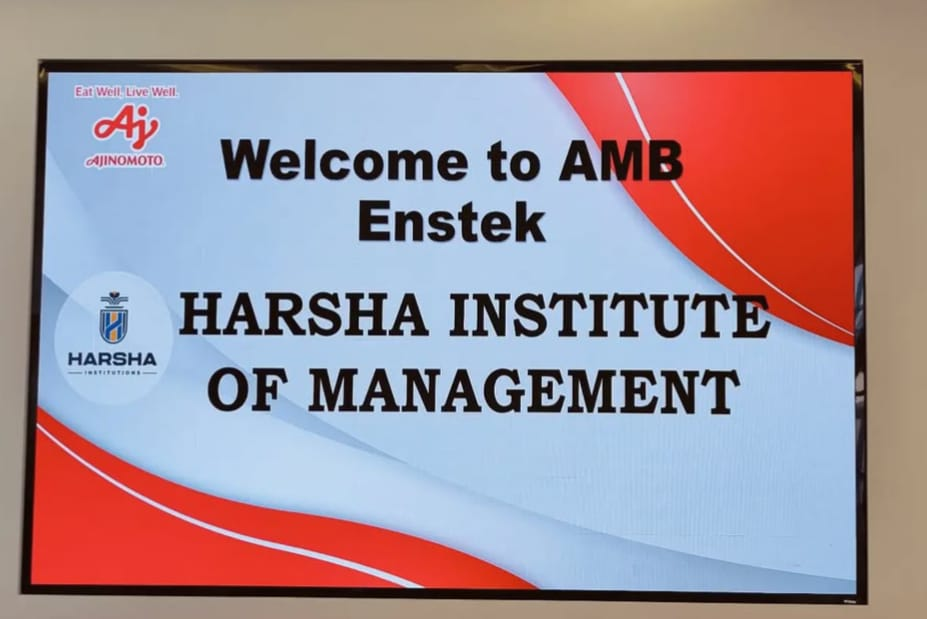 Eat Well, Live Well.
AJINOMOTO
Welcome to AMB
Enstek
HARSHA INSTITUTE
OF MANAGEMENT
HARSHA
INSTITUTIONS